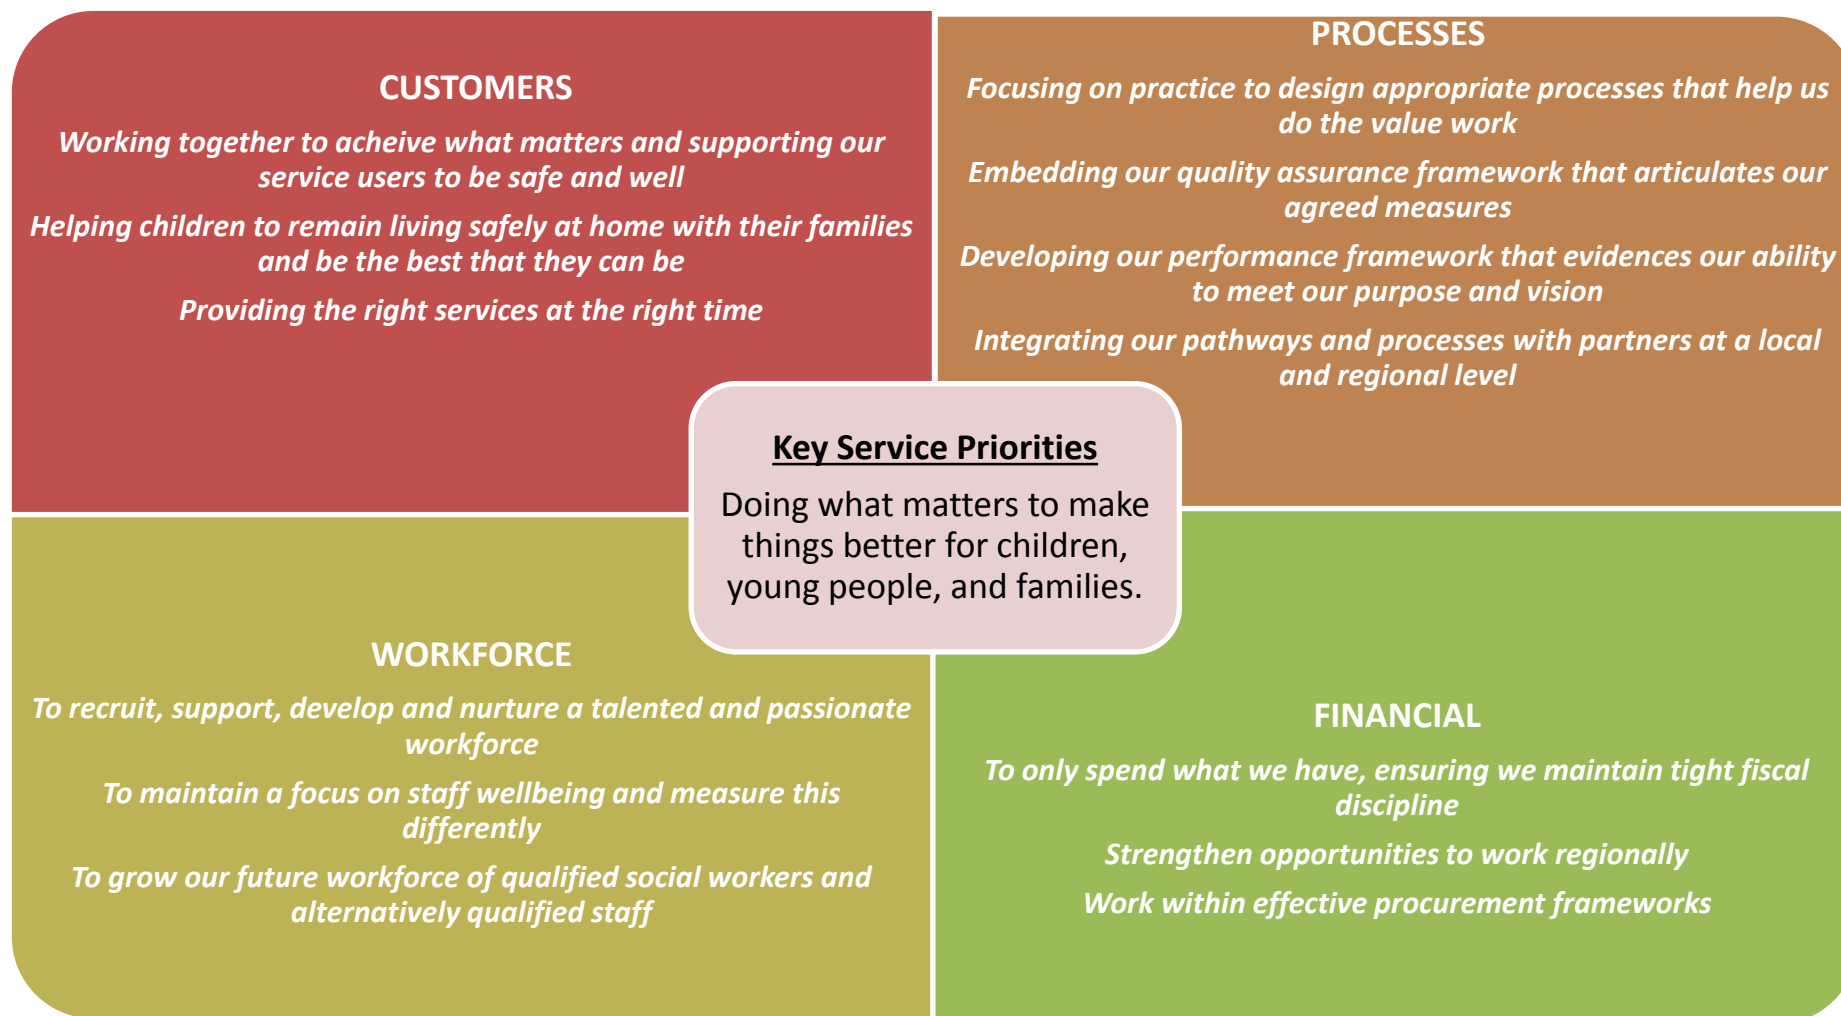 CUSTOMERS
Working together to acheive what matters and supporting our
service users to be safe and well
Helping children to remain living safely at home with their families
and be the best that they can be
Providing the right services at the right time
PROCESSES
Focusing on practice to design appropriate processes that help us
do the value work
Embedding our quality assurance framework that articulates our
agreed measures
Developing our performance framework that evidences our ability
to meet our purpose and vision
Integrating our pathways and processes with partners at a local
and regional level
Key Service Priorities
Doing what matters to make
things better for children,
young people, and families.
WORKFORCE
To recruit, support, develop and nurture a talented and passionate
workforce
To maintain a focus on staff wellbeing and measure this
differently
To grow our future workforce of qualified social workers and
alternatively qualified staff
FINANCIAL
To only spend what we have, ensuring we maintain tight fiscal
discipline
Strengthen opportunities to work regionally
Work within effective procurement frameworks